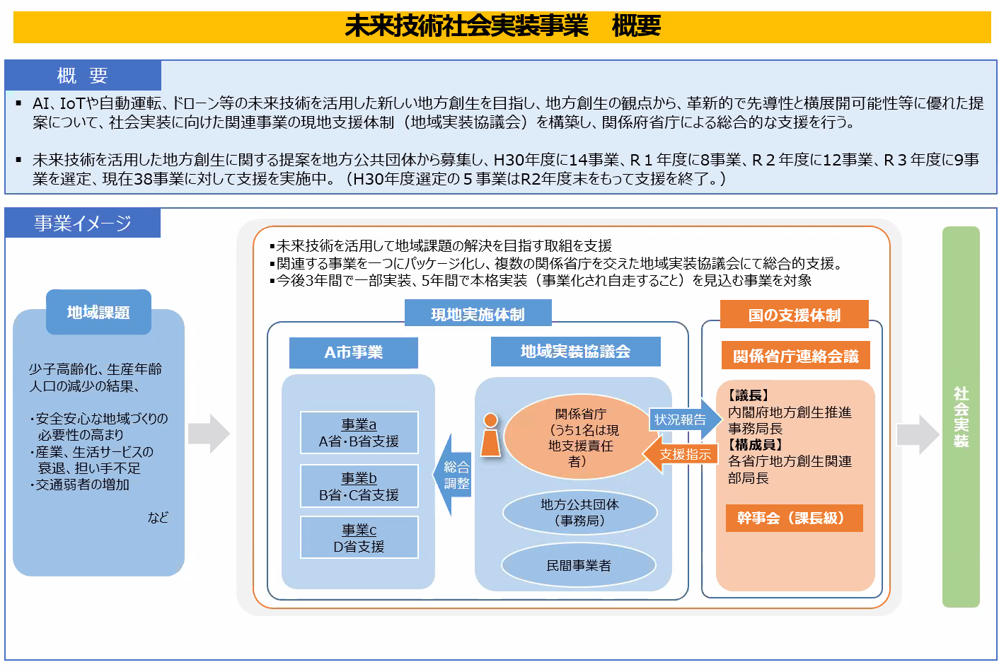 未来技術社会実装事業　概要
概 要
▪ AI、IoTや自動運転、ドローン等の未来技術を活用した新しい地方創生を目指し、地方創生の観点から、革新的で先導性と横展開可能性等に優れた提
案について、社会実装に向けた関連事業の現地支援体制（地域実装協議会）を構築し、関係府省庁による総合的な支援を行う。
▪ 未来技術を活用した地方創生に関する提案を地方公共団体から募集し、H30年度に14事業、R１年度に8事業、R２年度に12事業、R３年度に9事
業を選定、現在38事業に対して支援を実施中。（H30年度選定の５事業はR2年度末をもって支援を終了。）
事業イメージ
▪未来技術を活用して地域課題の解決を目指す取組を支援
▪関連する事業を一つにパッケージ化し、複数の関係省庁を交えた地域実装協議会にて総合的支援。
▪今後3年間で一部実装、5年間で本格実装（事業化され自走すること）を見込む事業を対象
地域課題
少子高齢化、生産年齢
人口の減少の結果、
・安全安心な地域づくりの
必要性の高まり
・産業、生活サービスの
衰退、担い手不足
・交通弱者の増加
など
現地実施体制
A市事業
事業a
A省・B省支援
事業b
B省・C省支援
事業c
D省支援
総合
調整
地域実装協議会
関係省庁
（うち1名は現
地支援責任
者）
地方公共団体
（事務局）
民間事業者
状況報告
支援指示
国の支援体制
関係省庁連絡会議
【議長】
内閣府地方創生推進
事務局長
【構成員】
各省庁地方創生関連
部局長
幹事会（課長級）
社会実装